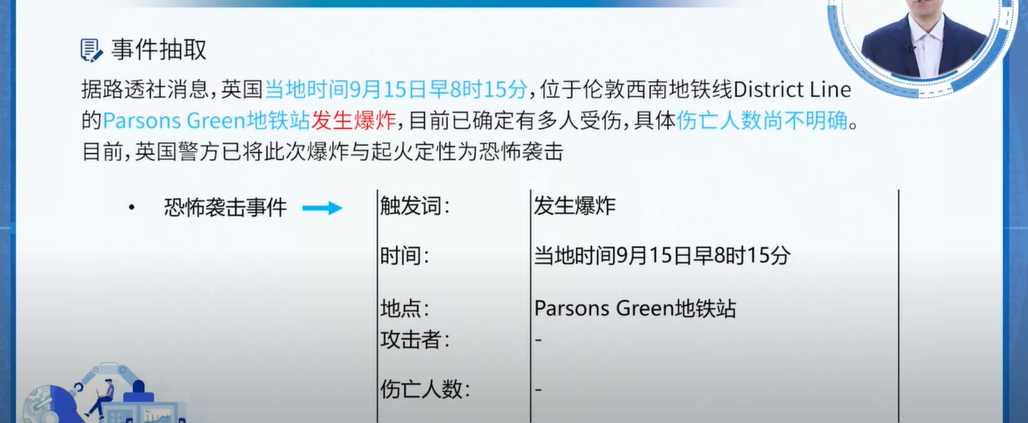 事件抽取
据路透社消息，英国当地时间9月15日早8时15分，位于伦敦西南地铁线District Line
的Parsons Green地铁站发生爆炸，目前已确定有多人受伤，具体伤亡人数尚不明确。
目前，英国警方已将此次爆炸与起火定性为恐怖袭击
• 恐怖袭击事件 触发词： 发生爆炸
时间： 当地时间9月15日早8时15分
地点： Parsons Green地铁站
攻击者： -
伤亡人数： -